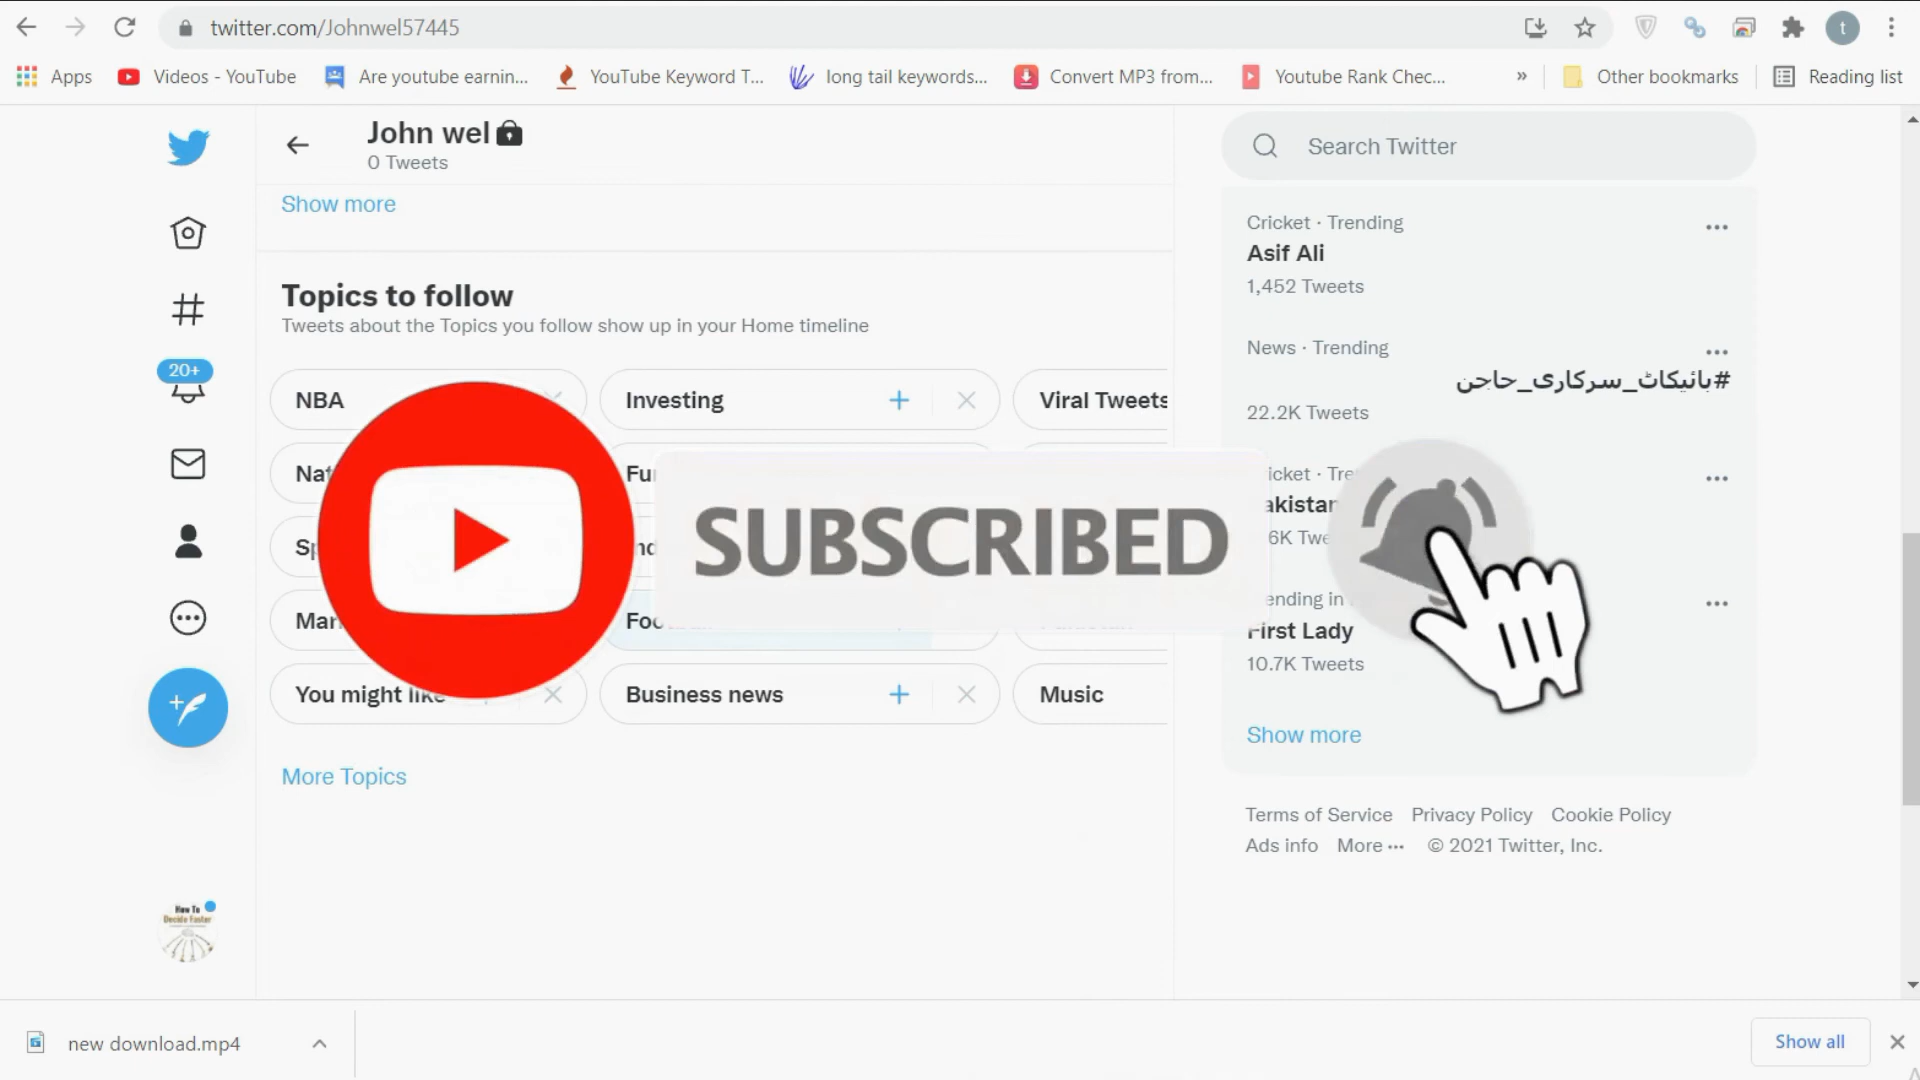 twitter.com/Johnwel57445
t
Apps
Videos - YouTube
Are youtube earnin...
YouTube Keyword T...
long tail keywords...
Convert MP3 from...
Youtube Rank Chec...
»
Other bookmarks
Reading list
John wel
0 Tweets
Search Twitter
Show more
Topics to follow
Tweets about the Topics you follow show up in your Home timeline
NBA
Investing
Viral Tweets
You might like
Business news
Music
More Topics
20+
SUBSCRIBED
Cricket · Trending
Asif Ali
1,452 Tweets
News · Trending
#بائیکاٹ_سرکاری_حاجن
22.2K Tweets
First Lady
10.7K Tweets
Show more
Terms of Service Privacy Policy Cookie Policy
Ads info More ··· © 2021 Twitter, Inc.
How To
Decide Faster
new download.mp4
Show all